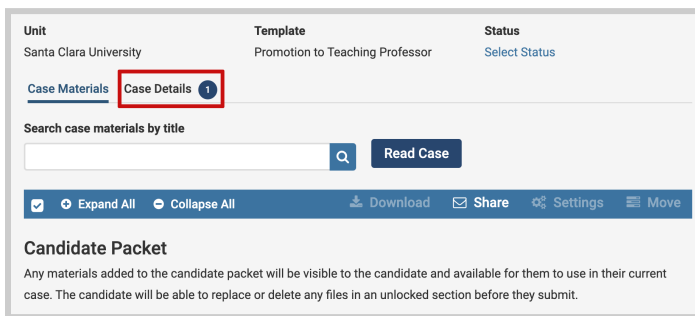 Unit Template Status
Santa Clara University Promotion to Teaching Professor Select Status
Case Materials Case Details 1
Search case materials by title
Read Case
Expand All Collapse All Download Share Settings Move
Candidate Packet
Any materials added to the candidate packet will be visible to the candidate and available for them to use in their current
case. The candidate will be able to replace or delete any files in an unlocked section before they submit.